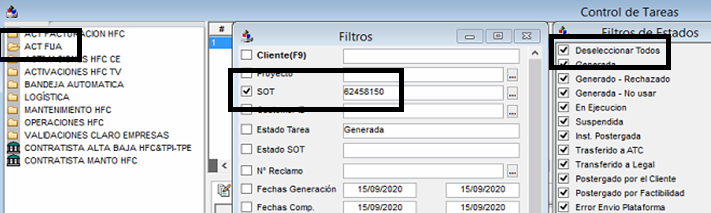 Control de Tareas
ACT FACTURACION HFC
ACT FIJA
ACTIVACIONES HFC CE
ACTIVACIONES HFC TV
BANDEJA AUTOMATICA
LOGÍSTICA
MANTENIMIENTO HFC
OPERACIONES HFC
VALIDACIONES CLARO EMPRESAS
CONTRATISTA ALTA BAJA HFC&TPI-TPE
CONTRATISTA MANTO HFC
#
1
Filtros
Cliente(F9)
Proyecto
...
SOT 62458150
...
Customer ID
Estado Tarea Generada
Estado SOT
N° Reclamo
...
Fechas Generación 15/09/2020 15/09/2020
Fechas Comp. 15/09/2020 15/09/2020
Filtros de Estados
Deseleccionar Todos
Generada
Generado - Rechazado
Generado - No usar
En Ejecucion
Suspendida
Inst. Postergada
Trasferido a ATC
Transferido a Legal
Postergado por el Cliente
Postergado por Factibilidad
Error Envio Plataforma